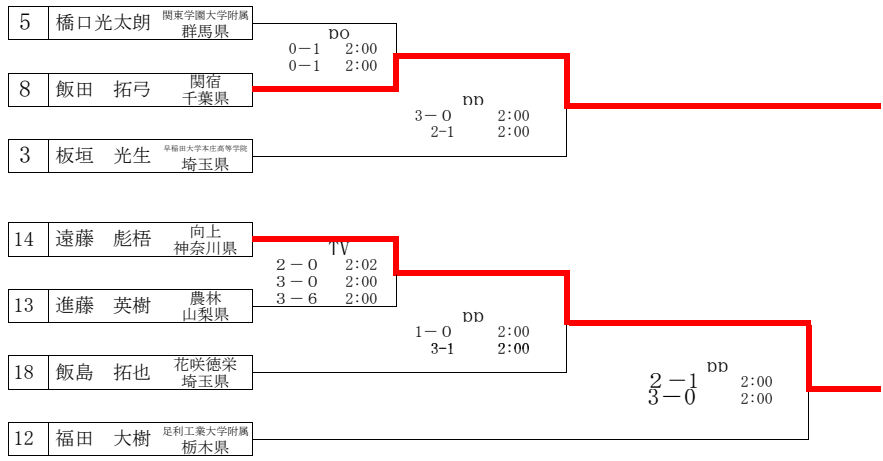 5 橋口光太朗 関東学園大学附属
群馬県
po
0-1 2:00
0-1 2:00
8 飯田 拓弓 関宿
千葉県
pp
3-0 2:00
2-1 2:00
3 板垣 光生 早稲田大学本庄高等学院
埼玉県
14 遠藤 彪梧 向上
神奈川県
TV
2-0 2:02
3-0 2:00
3-6 2:00
13 進藤 英樹 農林
山梨県
pp
1-0 2:00
3-1 2:00
18 飯島 拓也 花咲徳栄
埼玉県
pp
2-1 2:00
3-0 2:00
12 福田 大樹 足利工業大学附属
栃木県